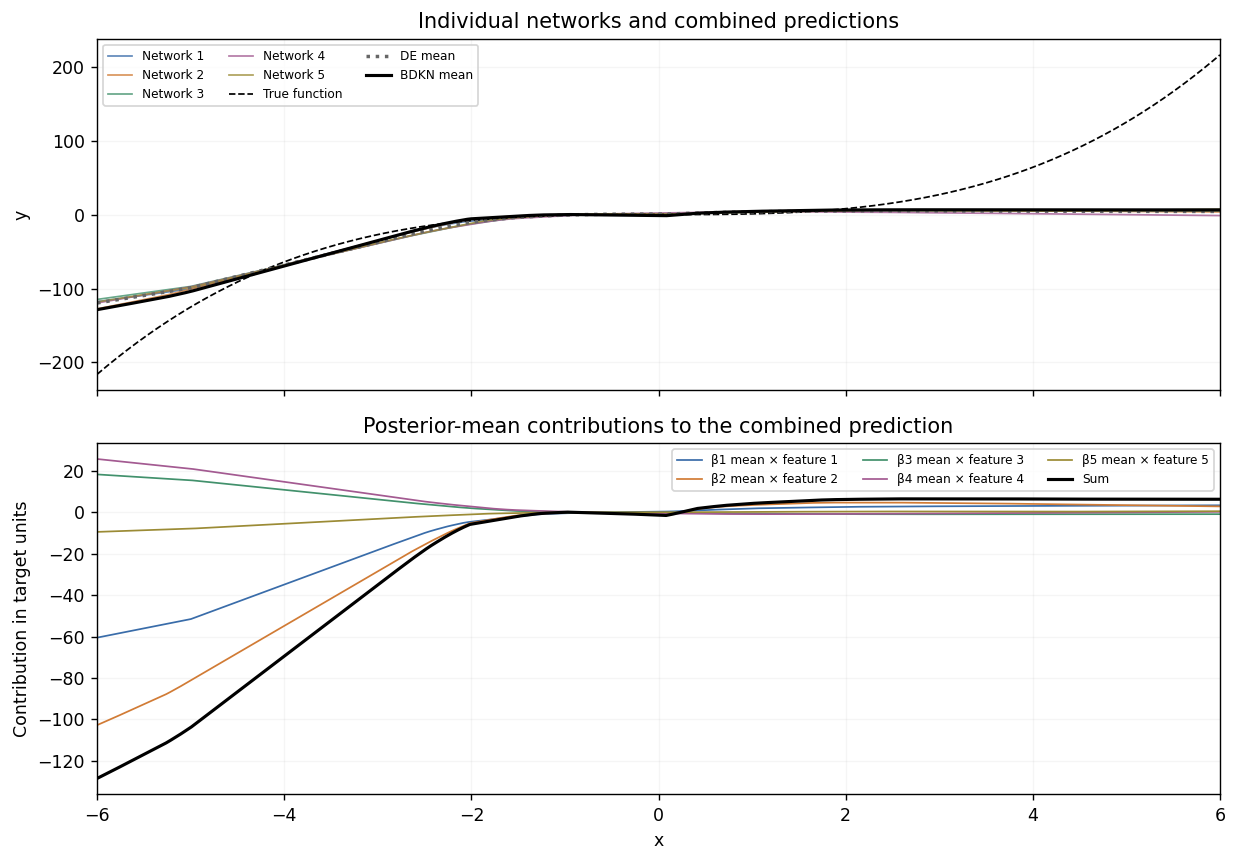 Individual networks and combined predictions
Network 1 Network 4 DE mean
Network 2 Network 5 BDKN mean
Network 3 True function
200
100
0
−100
−200
y
Posterior-mean contributions to the combined prediction
β1 mean × feature 1 β3 mean × feature 3 β5 mean × feature 5
β2 mean × feature 2 β4 mean × feature 4 Sum
20
0
−20
−40
−60
−80
−100
−120
Contribution in target units
−6 −4 −2 0 2 4 6
x